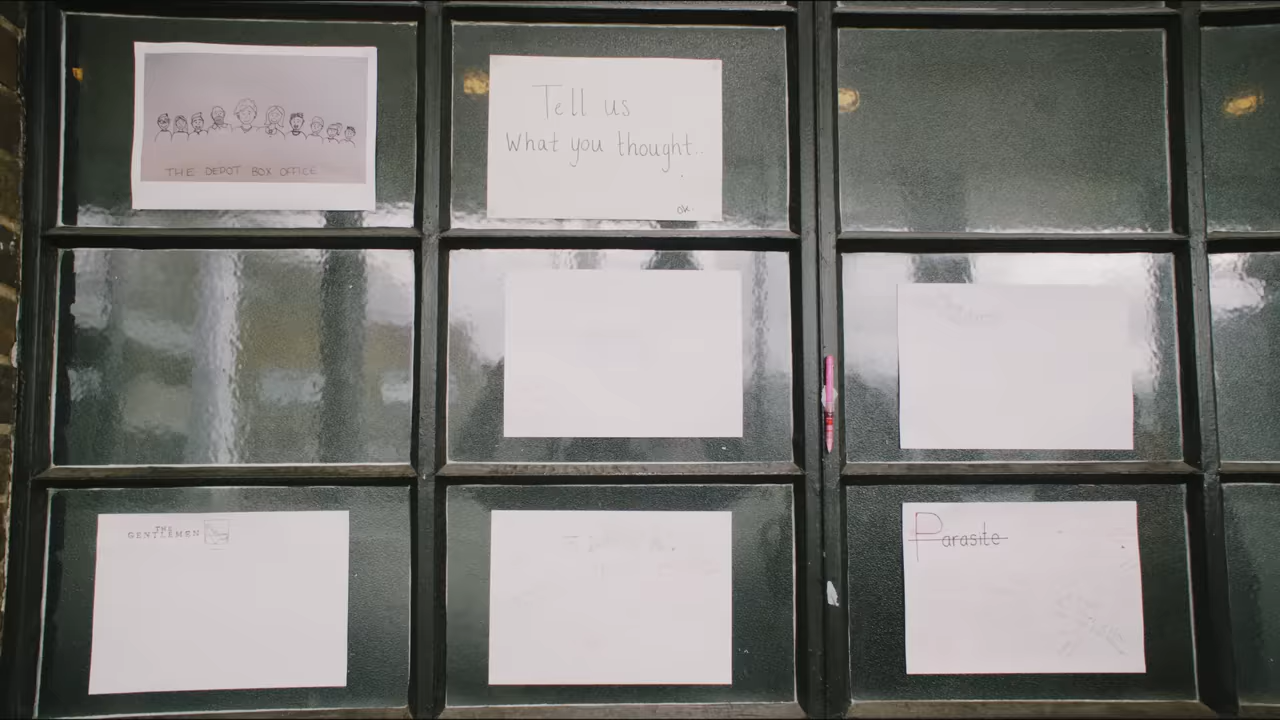 THE DEPOT BOX OFFICE
Tell us
What you thought..
THE
GENTLEMEN
Parasite